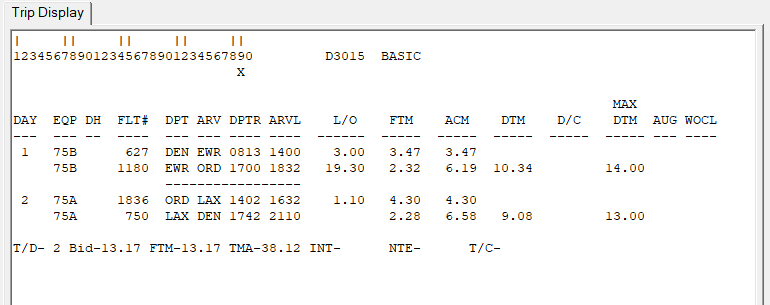 Trip Display
|      ||     ||     ||     ||
1234567890123456789012345678 90        D3015  BASIC
X
MAX
DAY  EQP DH  FLT#  DPT ARV DPTR ARVL   L/O    FTM   ACM   DTM   D/C   DTM AUG WOCL
---  --- --  ----  --- --- ---- ----  -----  -----  -----  -----  -----  ----- --- ----
1   75B       627  DEN EWR 0813 1400   3.00   3.47   3.47
75B      1180  EWR ORD 1700 1832  19.30   2.32   6.19  10.34         14.00
-----------------
2   75A      1836  ORD LAX 1402 1632   1.10   4.30   4.30
75A       750  LAX DEN 1742 2110          2.28   6.58   9.08         13.00
T/D- 2 Bid-13.17 FTM-13.17 TMA-38.12 INT-      NTE-      T/C-